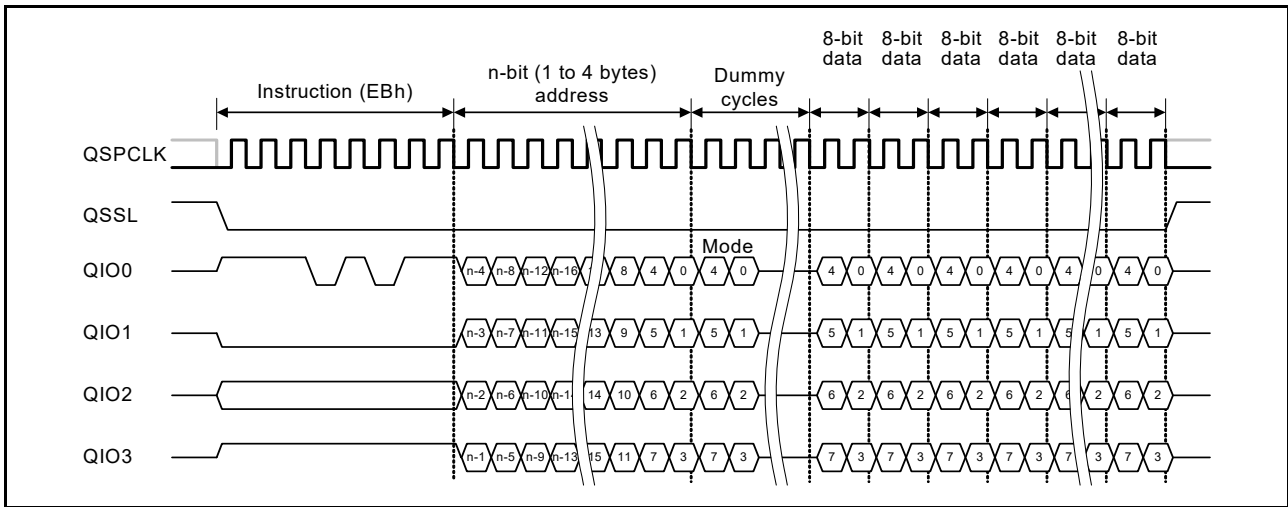 8-bit 8-bit 8-bit 8-bit 8-bit 8-bit
data data data data data data
n-bit (1 to 4 bytes) Dummy
Instruction (EBh) address cycles
QSPCLK
QSSL
Mode
QIO0 n-4 n-8 n-12 n-16 8 4 0 4 0 4 0 4 0 4 0 4 0 4 0 4 0
QIO1 n-3 n-7 n-11 n-15 13 9 5 1 5 1 5 1 5 1 5 1 5 1 5 1 5 1
QIO2 n-2 n-6 n-10 n-14 14 10 6 2 6 2 6 2 6 2 6 2 6 2 6 2 6 2
QIO3 n-1 n-5 n-9 n-13 15 11 7 3 7 3 7 3 7 3 7 3 7 3 7 3 7 3